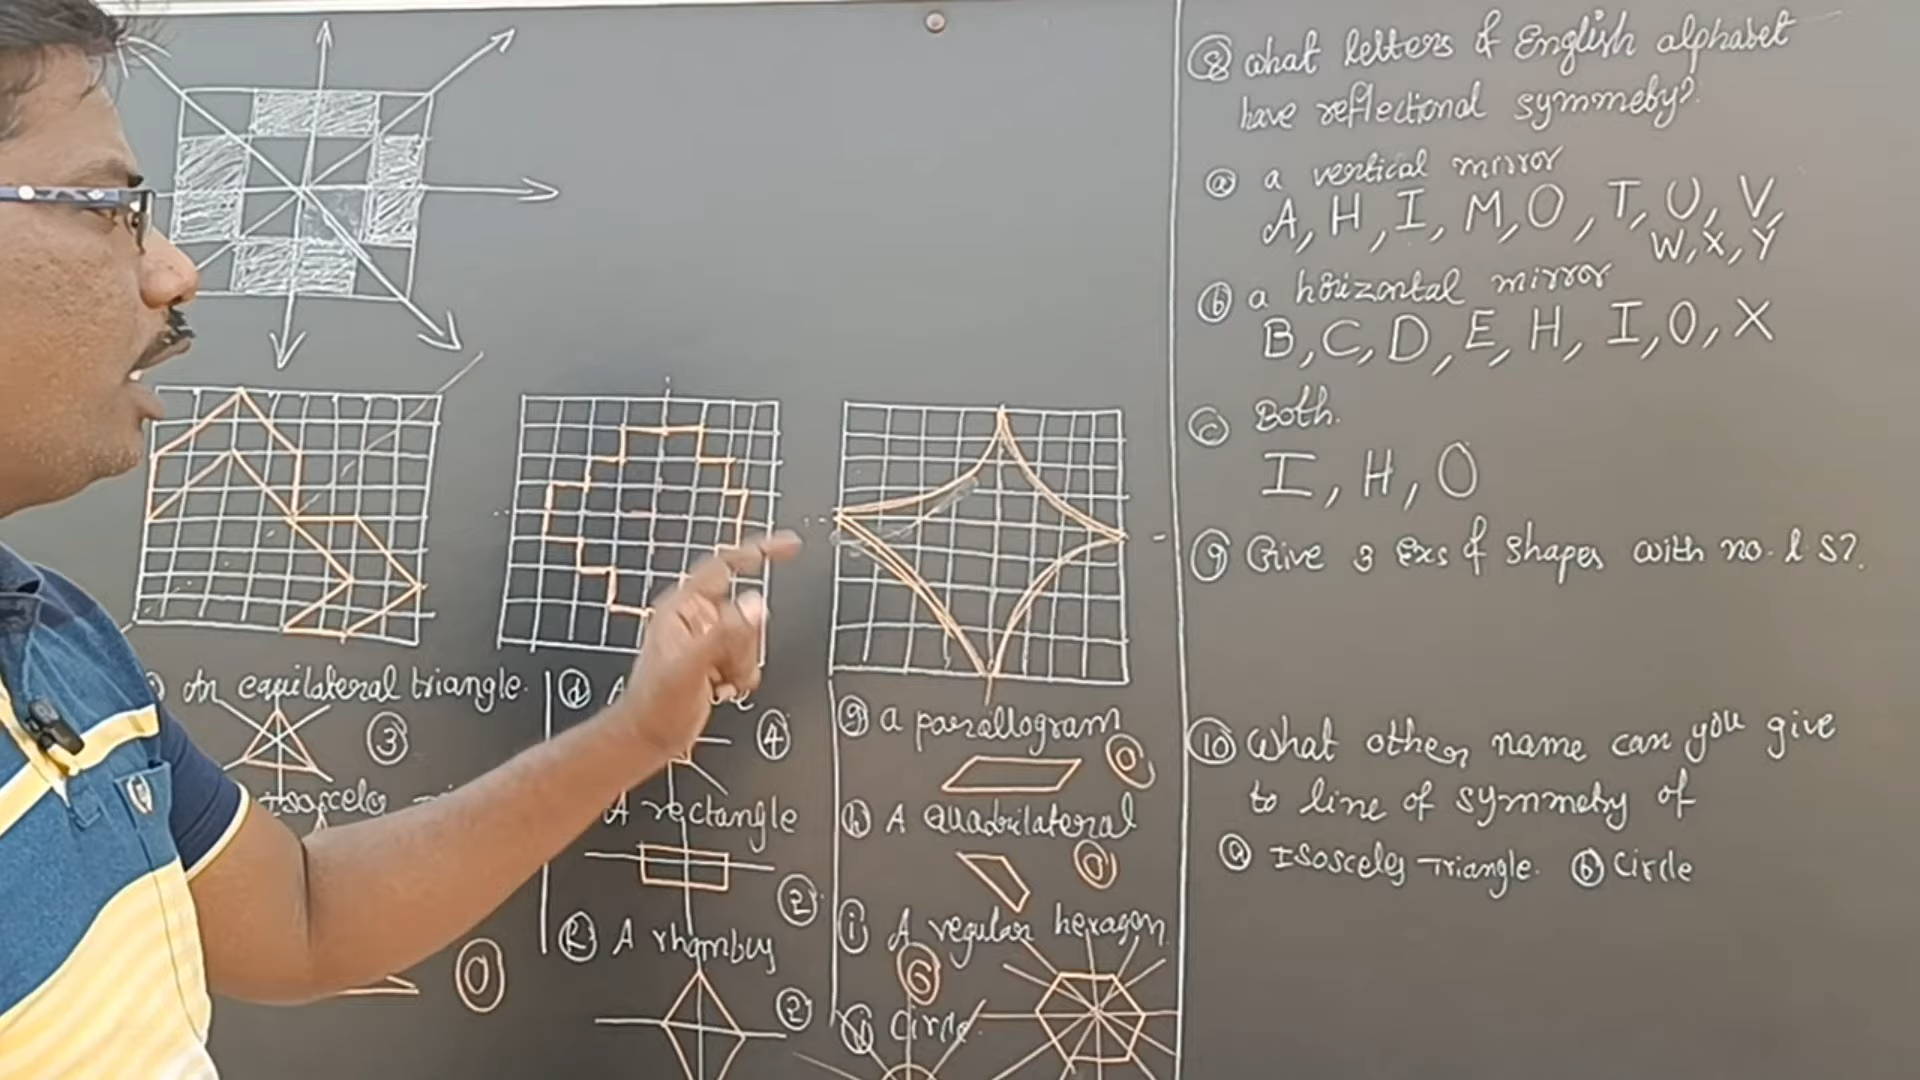 An equilateral triangle.
③
Isosceles
0
ⓓ A
④
A rectangle
②
A rhombus
②
ⓖ a parallogram
0
ⓗ A Quadrilateral
0
ⓘ A regular hexagon
6
Circle.
⑧ what letters of English alphabet
have reflectional symmetry?
ⓐ a vertical mirror
A, H, I, M, O, T, U, V,
W, X, Y
ⓑ a horizontal mirror
B, C, D, E, H, I, O, X
ⓒ Both.
I, H, O
⑨ Give 3 Exs of shapes with no. l S?.
⑩ What other name can you give
to line of symmetry of
ⓐ Isosceles Triangle. ⓑ Circle